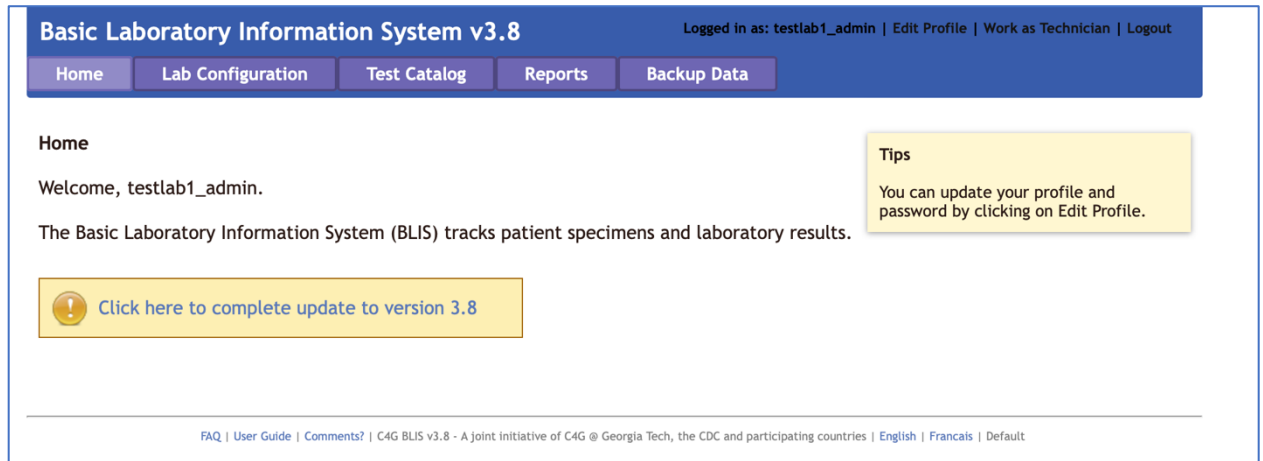 Basic Laboratory Information System v3.8
Logged in as: testlab1_admin | Edit Profile | Work as Technician | Logout
Home
Lab Configuration
Test Catalog
Reports
Backup Data
Home
Welcome, testlab1_admin.
The Basic Laboratory Information System (BLIS) tracks patient specimens and laboratory results.
Tips
You can update your profile and
password by clicking on Edit Profile.
Click here to complete update to version 3.8
FAQ | User Guide | Comments? | C4G BLIS v3.8 - A joint initiative of C4G @ Georgia Tech, the CDC and participating countries | English | Francais | Default